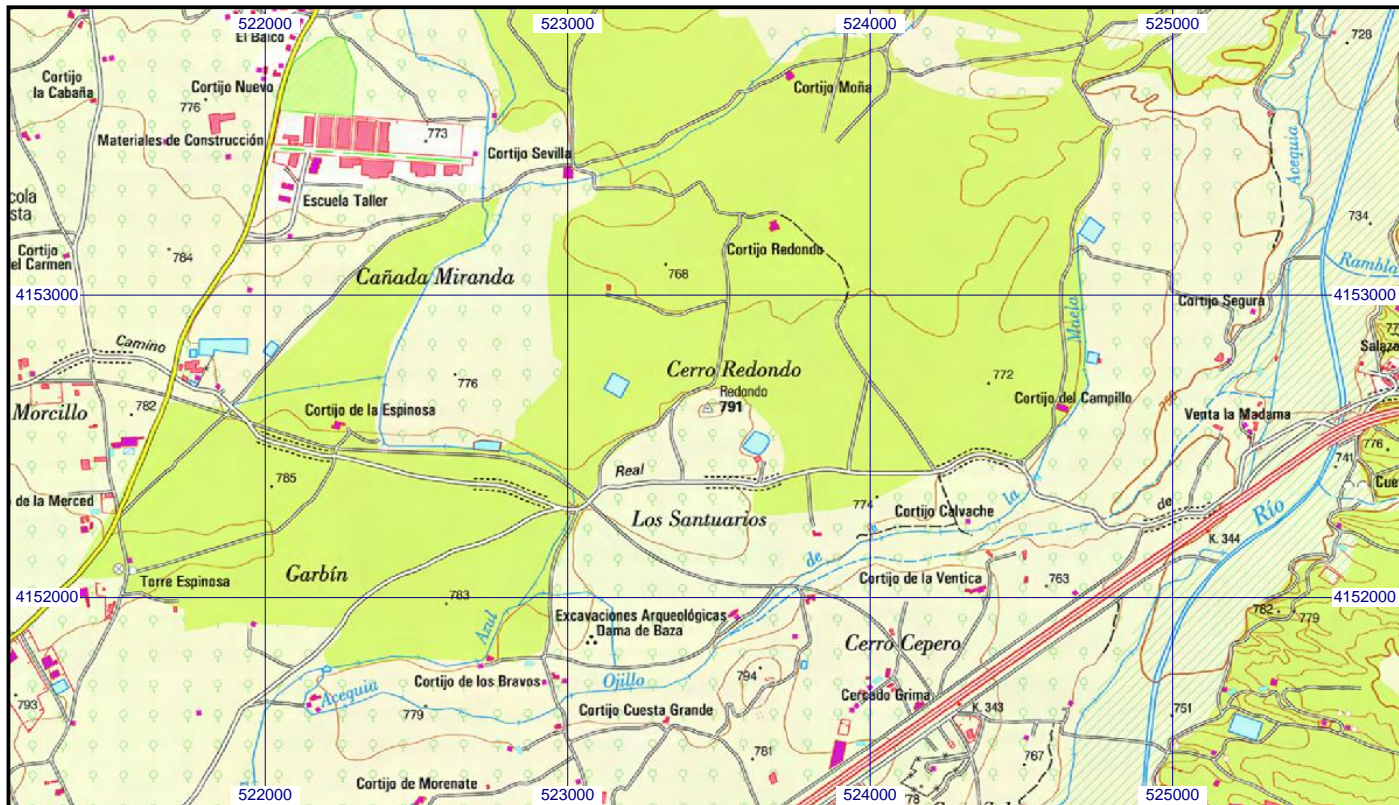 522000
523000
524000
525000
El Baico
728
Cortijo
la Cabaña
Cortijo Nuevo
776
Cortijo Moña
Materiales de Construcción
773
Cortijo Sevilla
Acequia
cola
sta
Escuela Taller
734
Cortijo
el Carmen
784
Cañada Miranda
768
Cortijo Redondo
Rambla
4153000
4153000
Cortijo Segura
Macía
Camino
Cerro Redondo
Redondo
791
776
772
Salaza
Morcillo
782
Cortijo de la Espinosa
Cortijo del Campillo
Venta la Madama
776
741
785
Real
Cue
o de la Merced
774
la
Cortijo Calvache
de
Río
Los Santuarios
K. 344
de
Torre Espinosa
Garbín
Cortijo de la Ventica
763
4152000
783
4152000
Excavaciones Arqueológicas
Dama de Baza
782
779
Azul
Cerro Cepero
794
Acequia
Cortijo de los Bravos
Ojillo
Cercado Grima
793
779
Cortijo Cuesta Grande
K. 343
751
781
767
Cortijo de Morenate
78
522000
523000
524000
525000